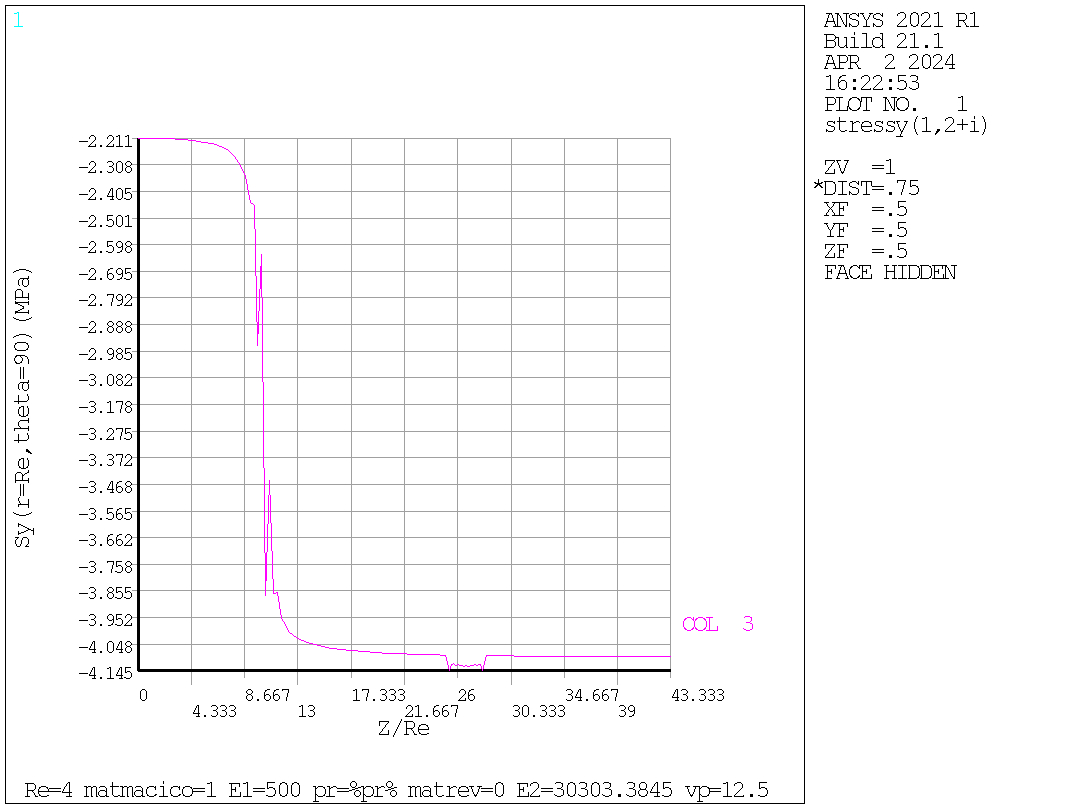 1
ANSYS 2021 R1
Build 21.1
APR  2 2024
16:22:53
PLOT NO.   1
stressy(1,2+i)
ZV  =1
*DIST=.75
XF  =.5
YF  =.5
ZF  =.5
FACE HIDDEN
-2.211
-2.308
-2.405
-2.501
-2.598
-2.695
-2.792
-2.888
-2.985
-3.082
-3.178
-3.275
-3.372
-3.468
-3.565
-3.662
-3.758
-3.855
-3.952
-4.048
-4.145
Sy(r=Re,theta=90)(MPa)
COL  3
0 8.667 17.333 26 34.667 43.333
4.333 13 21.667 30.333 39
Z/Re
Re=4 matmacico=1 E1=500 pr=%pr% matrev=0 E2=30303.3845 vp=12.5